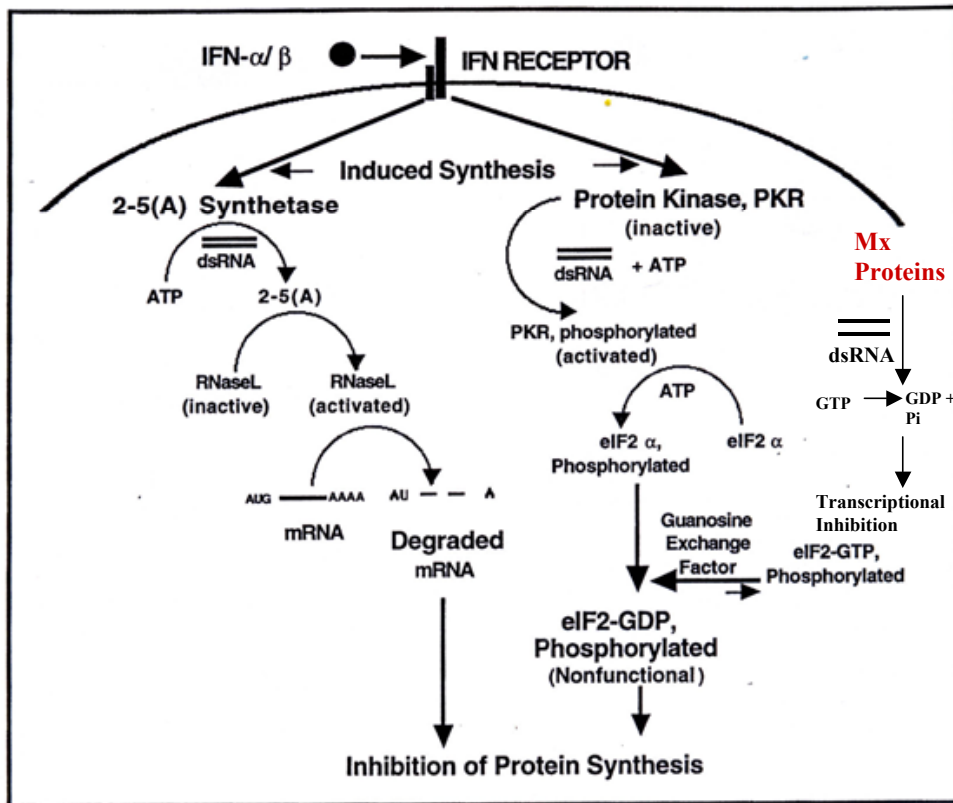 IFN-α/ β
IFN RECEPTOR
Induced Synthesis
2-5(A) Synthetase
dsRNA
ATP
2-5(A)
RNaseL
(inactive)
RNaseL
(activated)
AUG
AAAA
mRNA
AU
A
Degraded
mRNA
Protein Kinase, PKR
(inactive)
dsRNA
+ ATP
PKR, phosphorylated
(activated)
ATP
eIF2 α,
Phosphorylated
eIF2 α
Guanosine
Exchange
Factor
eIF2-GTP,
Phosphorylated
eIF2-GDP,
Phosphorylated
(Nonfunctional)
Mx
Proteins
dsRNA
GTP
GDP +
Pi
Transcriptional
Inhibition
Inhibition of Protein Synthesis